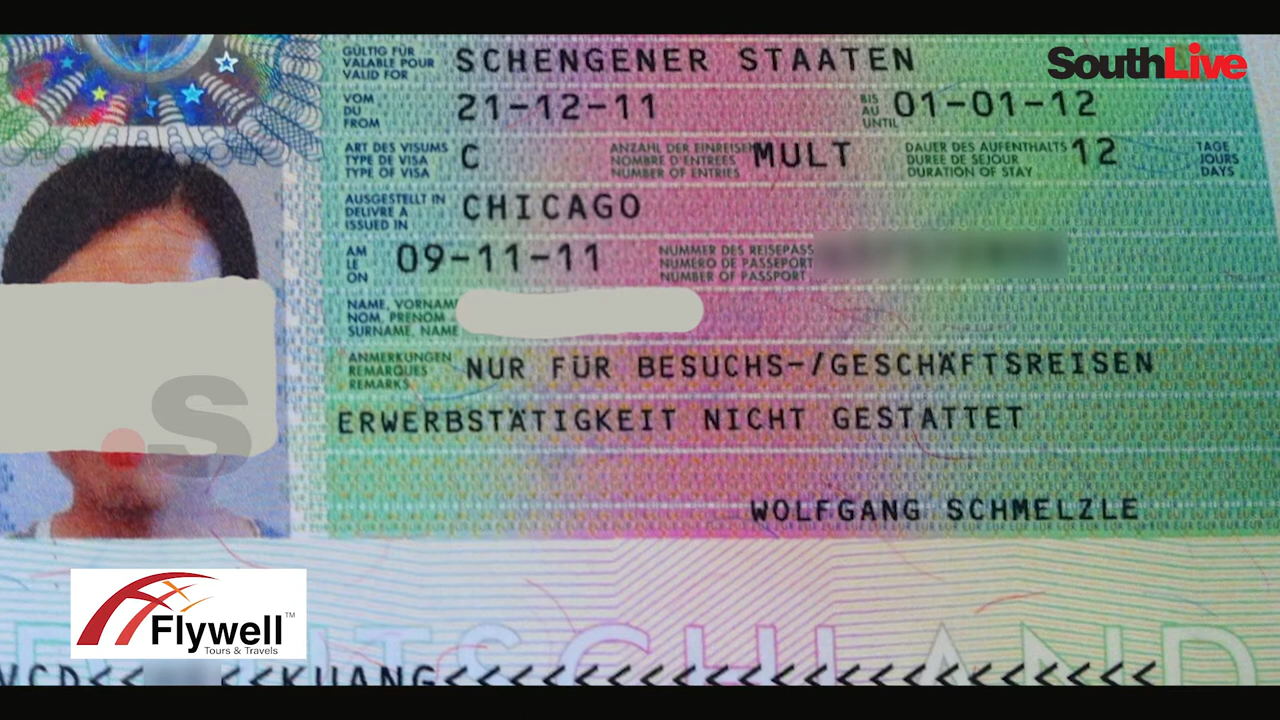 GÜLTIG FÜR
VALABLE POUR
VALID FOR
SCHENGENER STAATEN
SouthLive
VOM
DU
FROM
21-12-11
BIS
AU
UNTIL
01-01-12
ART DES VISUMS
TYPE DE VISA
TYPE OF VISA
C
ANZAHL DER EINREISEN
NOMBRE D'ENTREES
NUMBER OF ENTRIES
MULT
DAUER DES AUFENTHALTS
DUREE DE SEJOUR
DURATION OF STAY
12
TAGE
JOURS
DAYS
AUSGESTELLT IN
DELIVRE A
ISSUED IN
CHICAGO
AM
LE
ON
09-11-11
NUMMER DES REISEPASS
NUMERO DE PASSEPORT
NUMBER OF PASSPORT
NAME, VORNAME
NOM, PRENOM
SURNAME, NAME
ANMERKUNGEN
REMARQUES
REMARKS
NUR FÜR BESUCHS-/GESCHÄFTSREISEN
ERWERBSTÄTIGKEIT NICHT GESTATTET
WOLFGANG SCHMELZLE
S
Flywell TM
Tours & Travels
DEUTSCHLAND
VCD<< <<KUANG<<<<<<<<<<<<<<<<<<<<<<